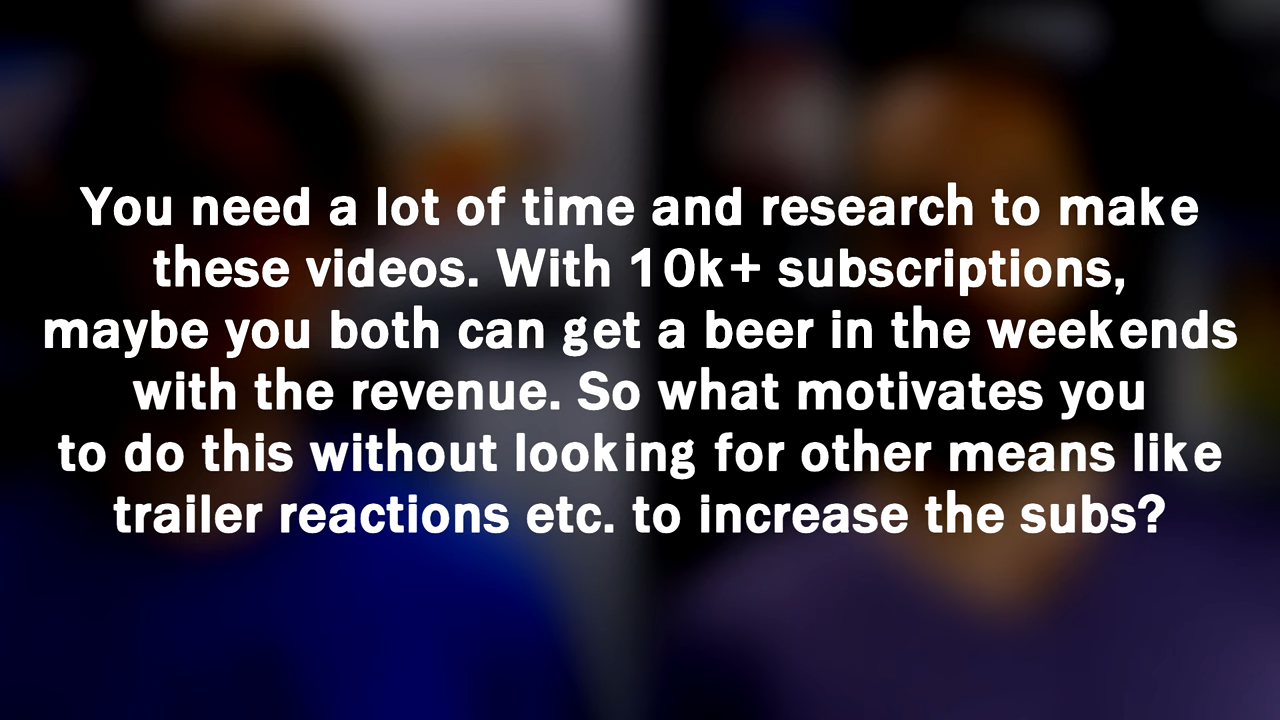 You need a lot of time and research to make
these videos. With 10k+ subscriptions,
maybe you both can get a beer in the weekends
with the revenue. So what motivates you
to do this without looking for other means like
trailer reactions etc. to increase the subs?